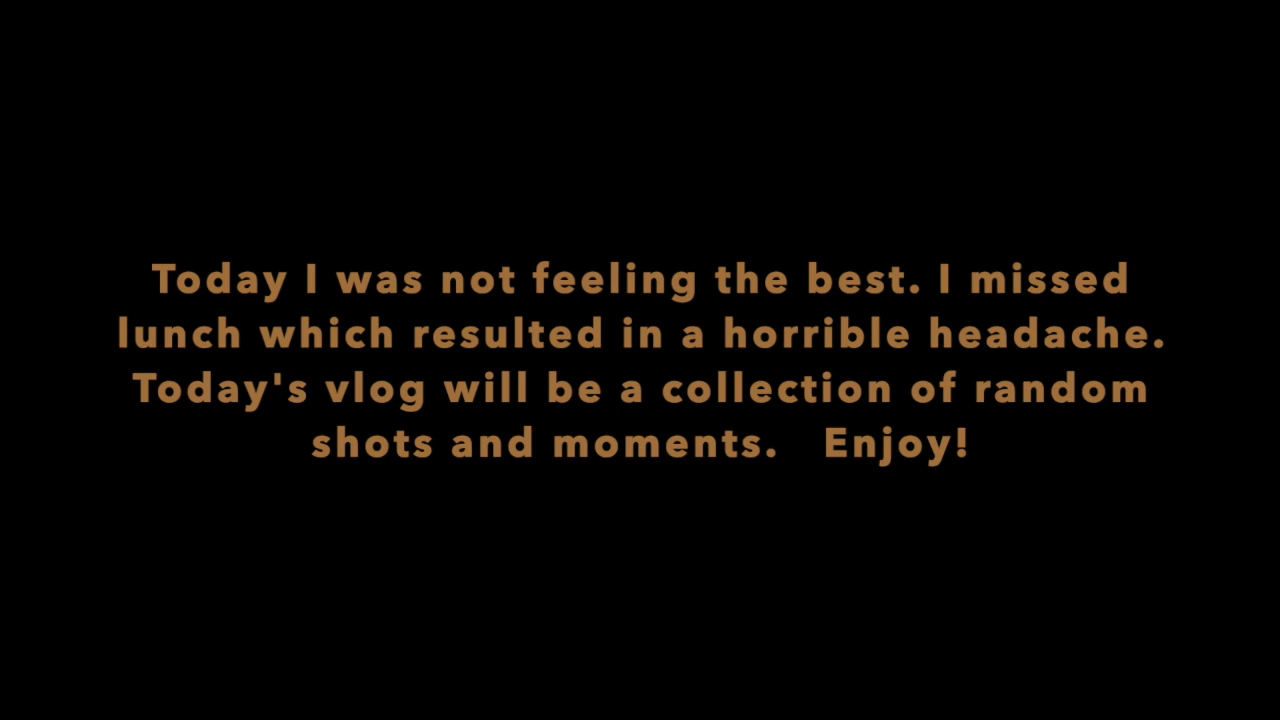 Today I was not feeling the best. I missed
lunch which resulted in a horrible headache.
Today's vlog will be a collection of random
shots and moments.   Enjoy!